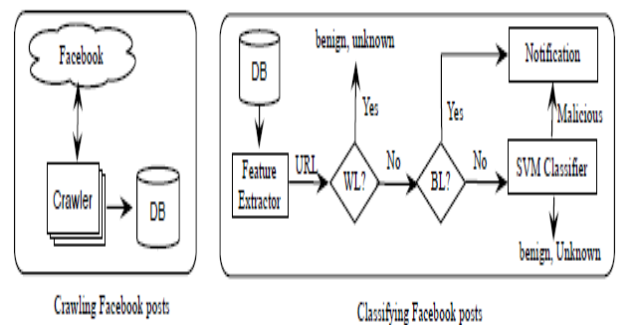 Facebook
Crawler
DB
Crawling Facebook posts
benign, unknown
DB
Yes
Feature
Extractor
URL
WL?
No
BL?
Yes
No
Notification
Malicious
SVM Classifier
benign, Unknown
Classifying Facebook posts